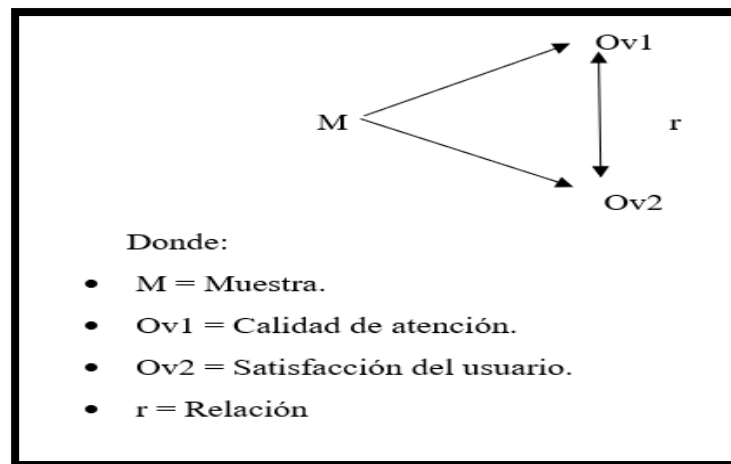 Ov1
M
r
Ov2
Donde:
• M = Muestra.
• Ov1 = Calidad de atención.
• Ov2 = Satisfacción del usuario.
• r = Relación